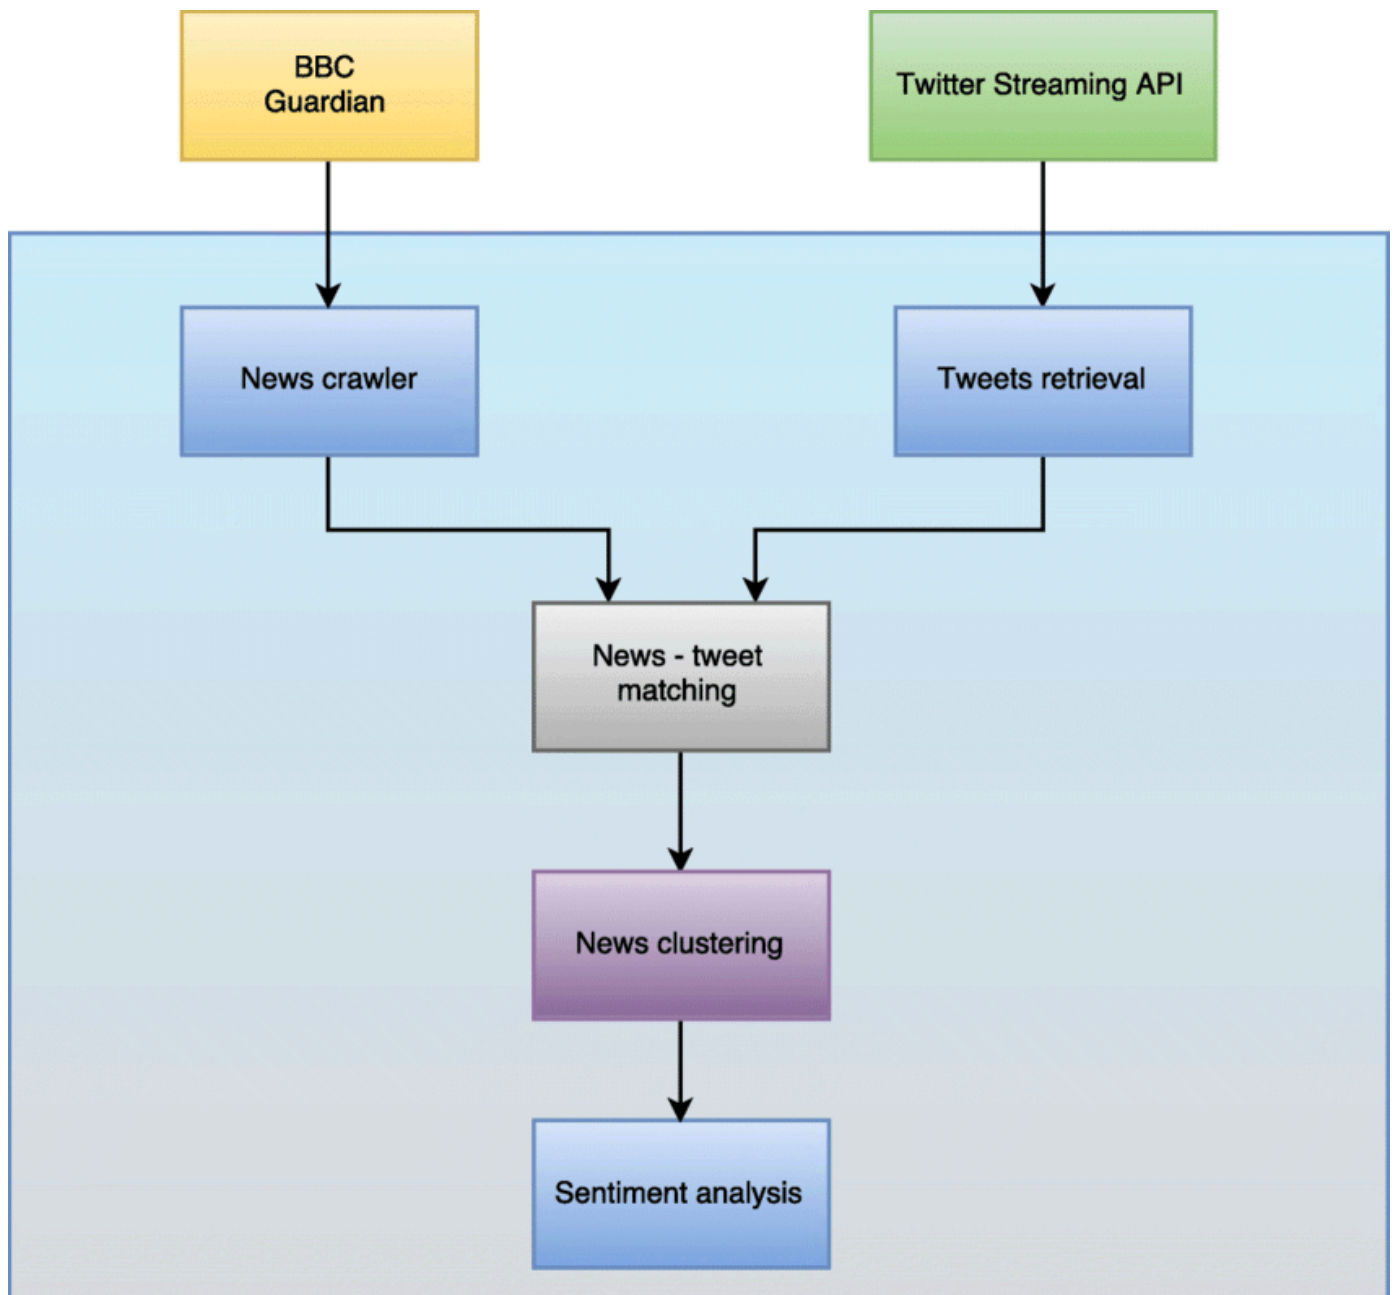 BBC
Guardian
Twitter Streaming API
News crawler
Tweets retrieval
News - tweet
matching
News clustering
Sentiment analysis